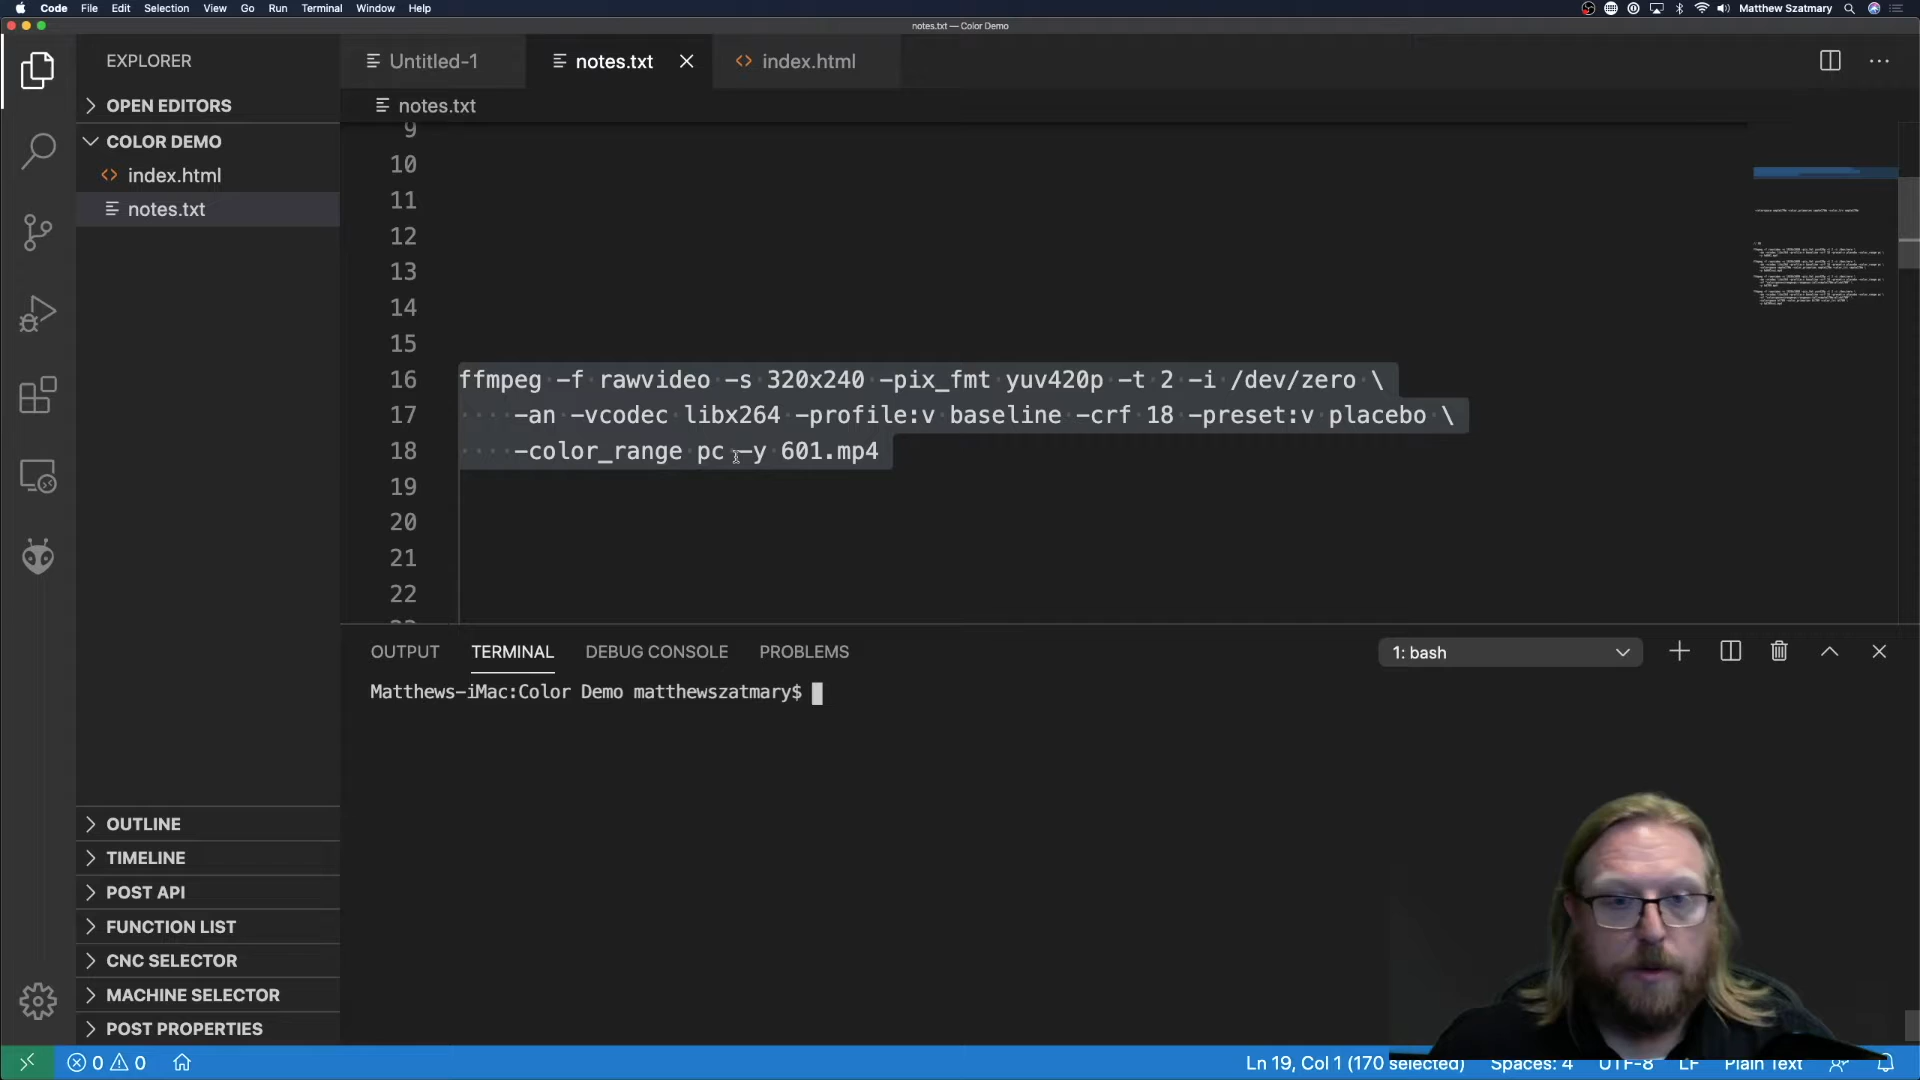 Code File Edit Selection View Go Run Terminal Window Help Matthew Szatmary
notes.txt — Color Demo
EXPLORER
Untitled-1
notes.txt
index.html
OPEN EDITORS
notes.txt
COLOR DEMO
index.html
notes.txt
9
10
11
12
13
14
15
16 ffmpeg -f rawvideo -s 320x240 -pix_fmt yuv420p -t 2 -i /dev/zero \
17 -an -vcodec libx264 -profile:v baseline -crf 18 -preset:v placebo \
18 -color_range pc -y 601.mp4
19
20
21
22
OUTPUT TERMINAL DEBUG CONSOLE PROBLEMS 1: bash
Matthews-iMac:Color Demo matthewszatmary$
OUTLINE
TIMELINE
POST API
FUNCTION LIST
CNC SELECTOR
MACHINE SELECTOR
POST PROPERTIES
0 0 Ln 19, Col 1 (170 selected) Spaces: 4 UTF-8 LF Plain Text